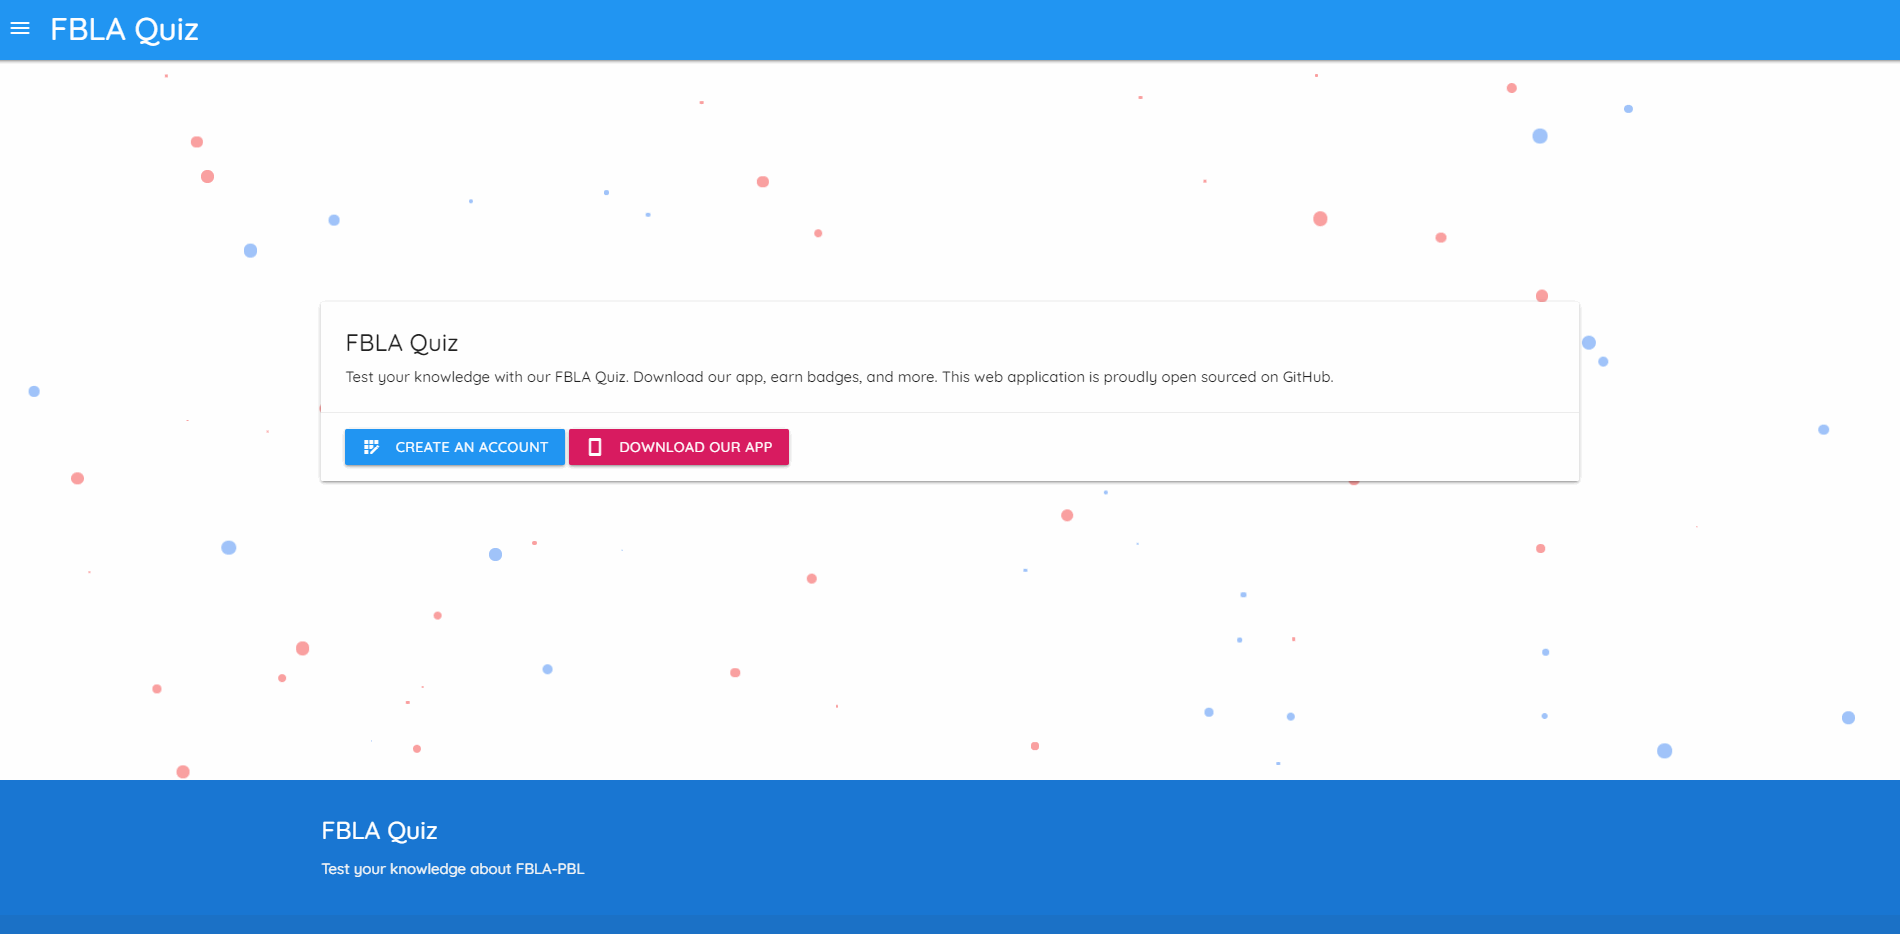 FBLA Quiz
FBLA Quiz
Test your knowledge with our FBLA Quiz. Download our app, earn badges, and more. This web application is proudly open sourced on GitHub.
CREATE AN ACCOUNT DOWNLOAD OUR APP
FBLA Quiz
Test your knowledge about FBLA-PBL